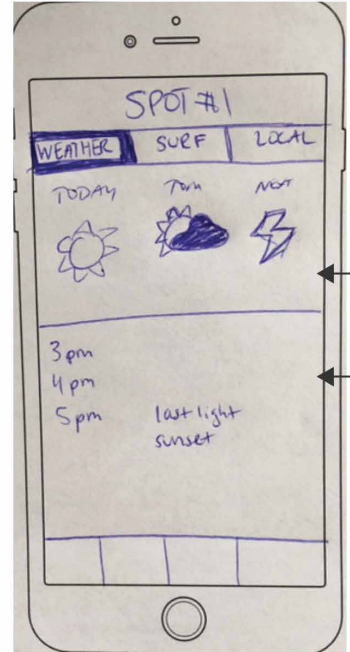 SPOT #1
WEATHER SURF LOCAL
TODAY Tom NEXT
3pm
4pm
5pm last light
sunset